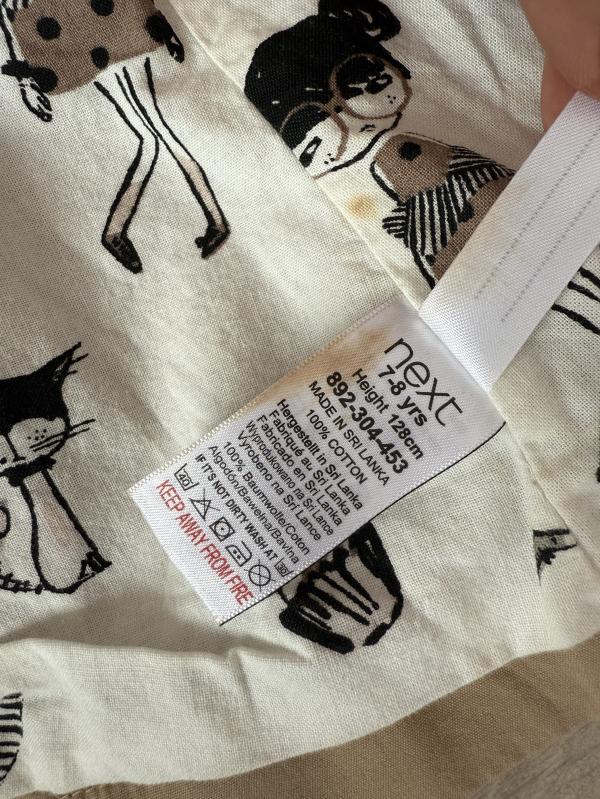 next
7-8 yrs
Height 128cm
892-304-453
MADE IN SRI LANKA
100% COTTON
Hergestellt in Sri Lanka
Fabriqué au Sri Lanka
Fabricado en Sri Lanka
Wyprodukowano na Sri Lance
Vyrobeno na Sri Lance
100% Baumwolle/Coton
Algodón/Bawełna/Bavlna
IF IT'S NOT DIRTY WASH AT 30
KEEP AWAY FROM FIRE